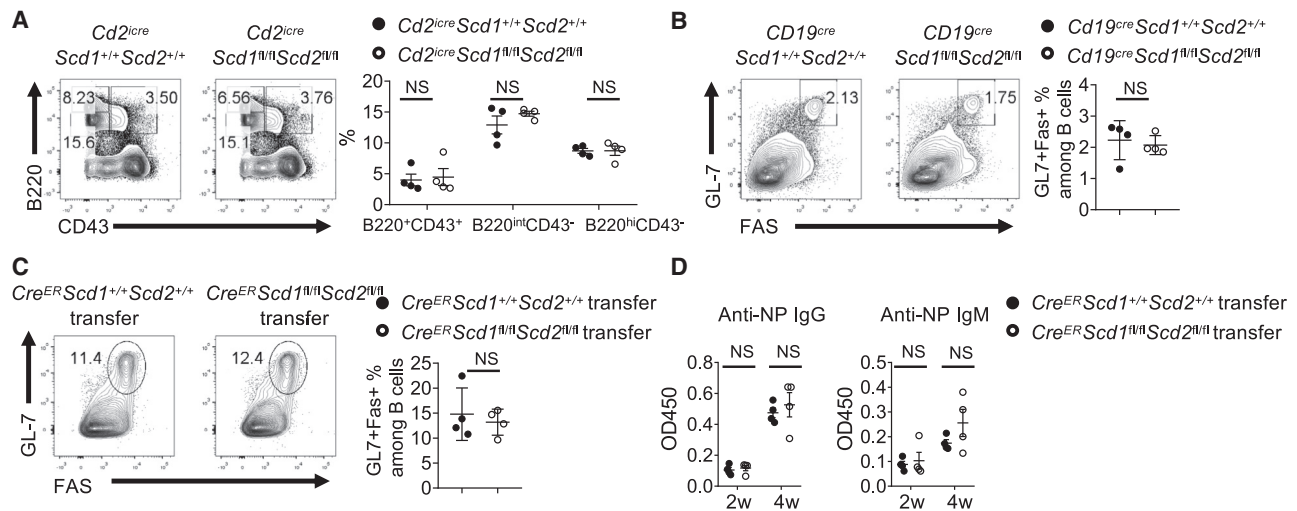 A
Cd2icre Cd2icre
Scd1+/+Scd2+/+ Scd1fl/flScd2fl/fl
Cd2icreScd1+/+Scd2+/+
Cd2icreScd1fl/flScd2fl/fl
8.23 3.50
15.6
6.56 3.76
15.1
B220
CD43
20
15
10
5
0
%
NS NS NS
B220+CD43+ B220intCD43- B220hiCD43-
B
CD19cre CD19cre
Scd1+/+Scd2+/+ Scd1fl/flScd2fl/fl
Cd19creScd1+/+Scd2+/+
Cd19creScd1fl/flScd2fl/fl
2.13
1.75
GL-7
FAS
GL7+Fas+ %
among B cells
4
3
2
1
0
NS
C
CreERScd1+/+Scd2+/+ CreERScd1fl/flScd2fl/fl
transfer transfer
CreERScd1+/+Scd2+/+ transfer
CreERScd1fl/flScd2fl/fl transfer
11.4
12.4
GL-7
FAS
GL7+Fas+ %
among B cells
25
20
15
10
5
0
NS
D
CreERScd1+/+Scd2+/+ transfer
CreERScd1fl/flScd2fl/fl transfer
Anti-NP IgG
NS NS
OD450
0.8
0.6
0.4
0.2
0.0
2w 4w
Anti-NP IgM
NS NS
OD450
0.5
0.4
0.3
0.2
0.1
0.0
2w 4w